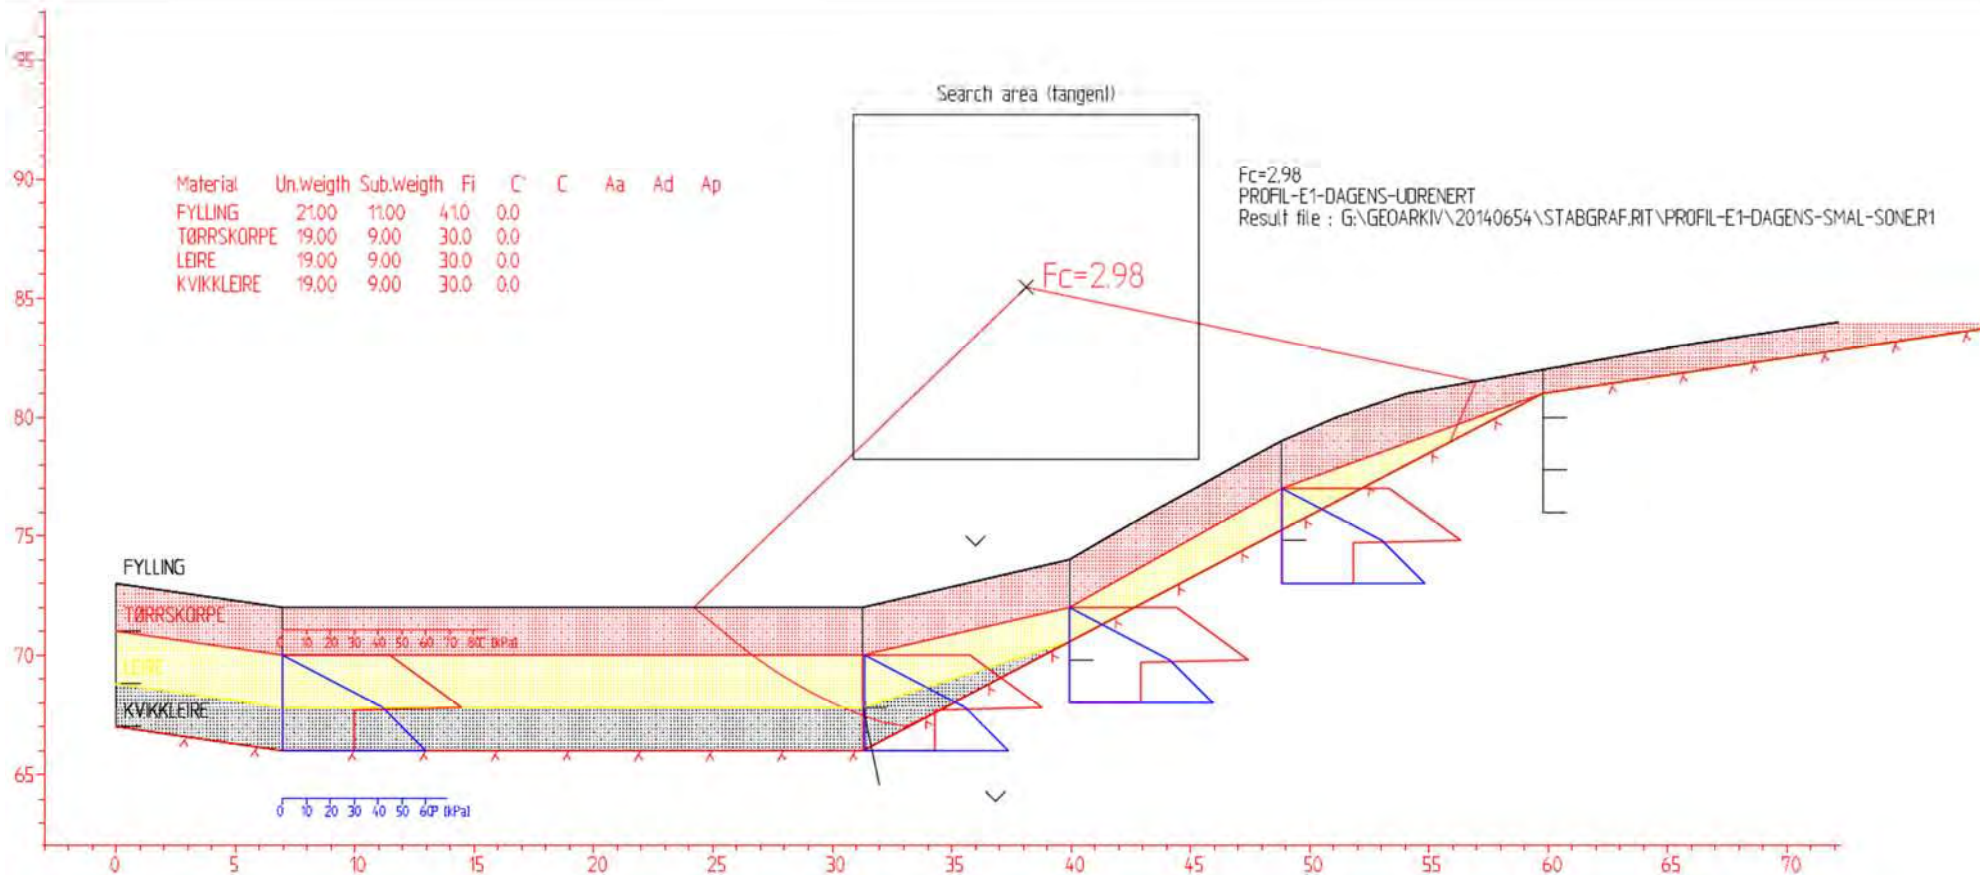 95
Search area (tangent)
90
Material Un.Weigth Sub.Weigth Fi C' C Aa Ad Ap
FYLLING 21.00 11.00 41.0 0.0
TØRRSKORPE 19.00 9.00 30.0 0.0
LEIRE 19.00 9.00 30.0 0.0
KVIKKLEIRE 19.00 9.00 30.0 0.0
Fc=2.98
PROFIL-E1-DAGENS-UDRENERT
Result file : G:\GEOARKIV\20140654\STABGRAF.RIT\PROFIL-E1-DAGENS-SMAL-SONE.R1
Fc=2.98
85
80
75
FYLLING
TØRRSKORPE
0 10 20 30 40 50 60 70 80 C (kPa)
70
LEIRE
KVIKKLEIRE
65
0 10 20 30 40 50 60 P (kPa)
0 5 10 15 20 25 30 35 40 45 50 55 60 65 70